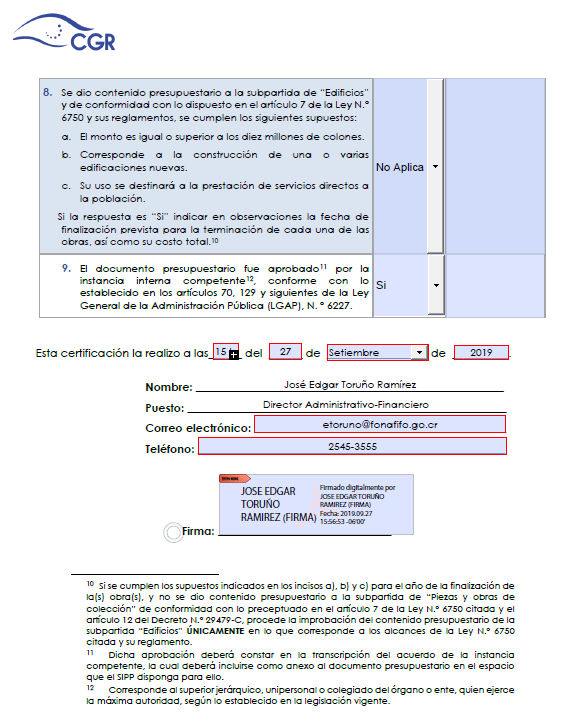 CGR
8. Se dio contenido presupuestario a la subpartida de "Edificios"
y de conformidad con lo dispuesto en el artículo 7 de la Ley N.°
6750 y sus reglamentos, se cumplen los siguientes supuestos:
a. El monto es igual o superior a los diez millones de colones.
b. Corresponde a la construcción de una o varias
edificaciones nuevas.
c. Su uso se destinará a la prestación de servicios directos a
la población.
Si la respuesta es "Si" indicar en observaciones la fecha de
finalización prevista para la terminación de cada una de las
obras, así como su costo total.10
No Aplica
9. El documento presupuestario fue aprobado11 por la
instancia interna competente12, conforme con lo
establecido en los artículos 70, 129 y siguientes de la Ley
General de la Administración Pública (LGAP), N. ° 6227.
Si
Esta certificación la realizo a las 15 del 27 de Setiembre de 2019.
Nombre: José Edgar Toruño Ramírez
Puesto: Director Administrativo-Financiero
Correo electrónico: etoruno@fonafifo.go.cr
Teléfono: 2545-3555
JOSE EDGAR
TORUÑO
RAMIREZ (FIRMA)
Firmado digitalmente por
JOSE EDGAR TORUÑO
RAMIREZ (FIRMA)
Fecha: 2019.09.27
15:56:53 -06'00'
Firma:
10 Si se cumplen los supuestos indicados en los incisos a), b) y c) para el año de la finalización de
la(s) obra(s), y no se dio contenido presupuestario a la subpartida de "Piezas y obras de
colección" de conformidad con lo preceptuado en el artículo 7 de la Ley N.° 6750 citada y el
artículo 12 del Decreto N.° 29479-C, procede la improbación del contenido presupuestario de la
subpartida "Edificios" ÚNICAMENTE en lo que corresponde a los alcances de la Ley N.° 6750
citada y su reglamento.
11 Dicha aprobación deberá constar en la transcripción del acuerdo de la instancia
competente, la cual deberá incluirse como anexo al documento presupuestario en el espacio
que el SIPP disponga para ello.
12 Corresponde al superior jerárquico, unipersonal o colegiado del órgano o ente, quien ejerce
la máxima autoridad, según lo establecido en la legislación vigente.